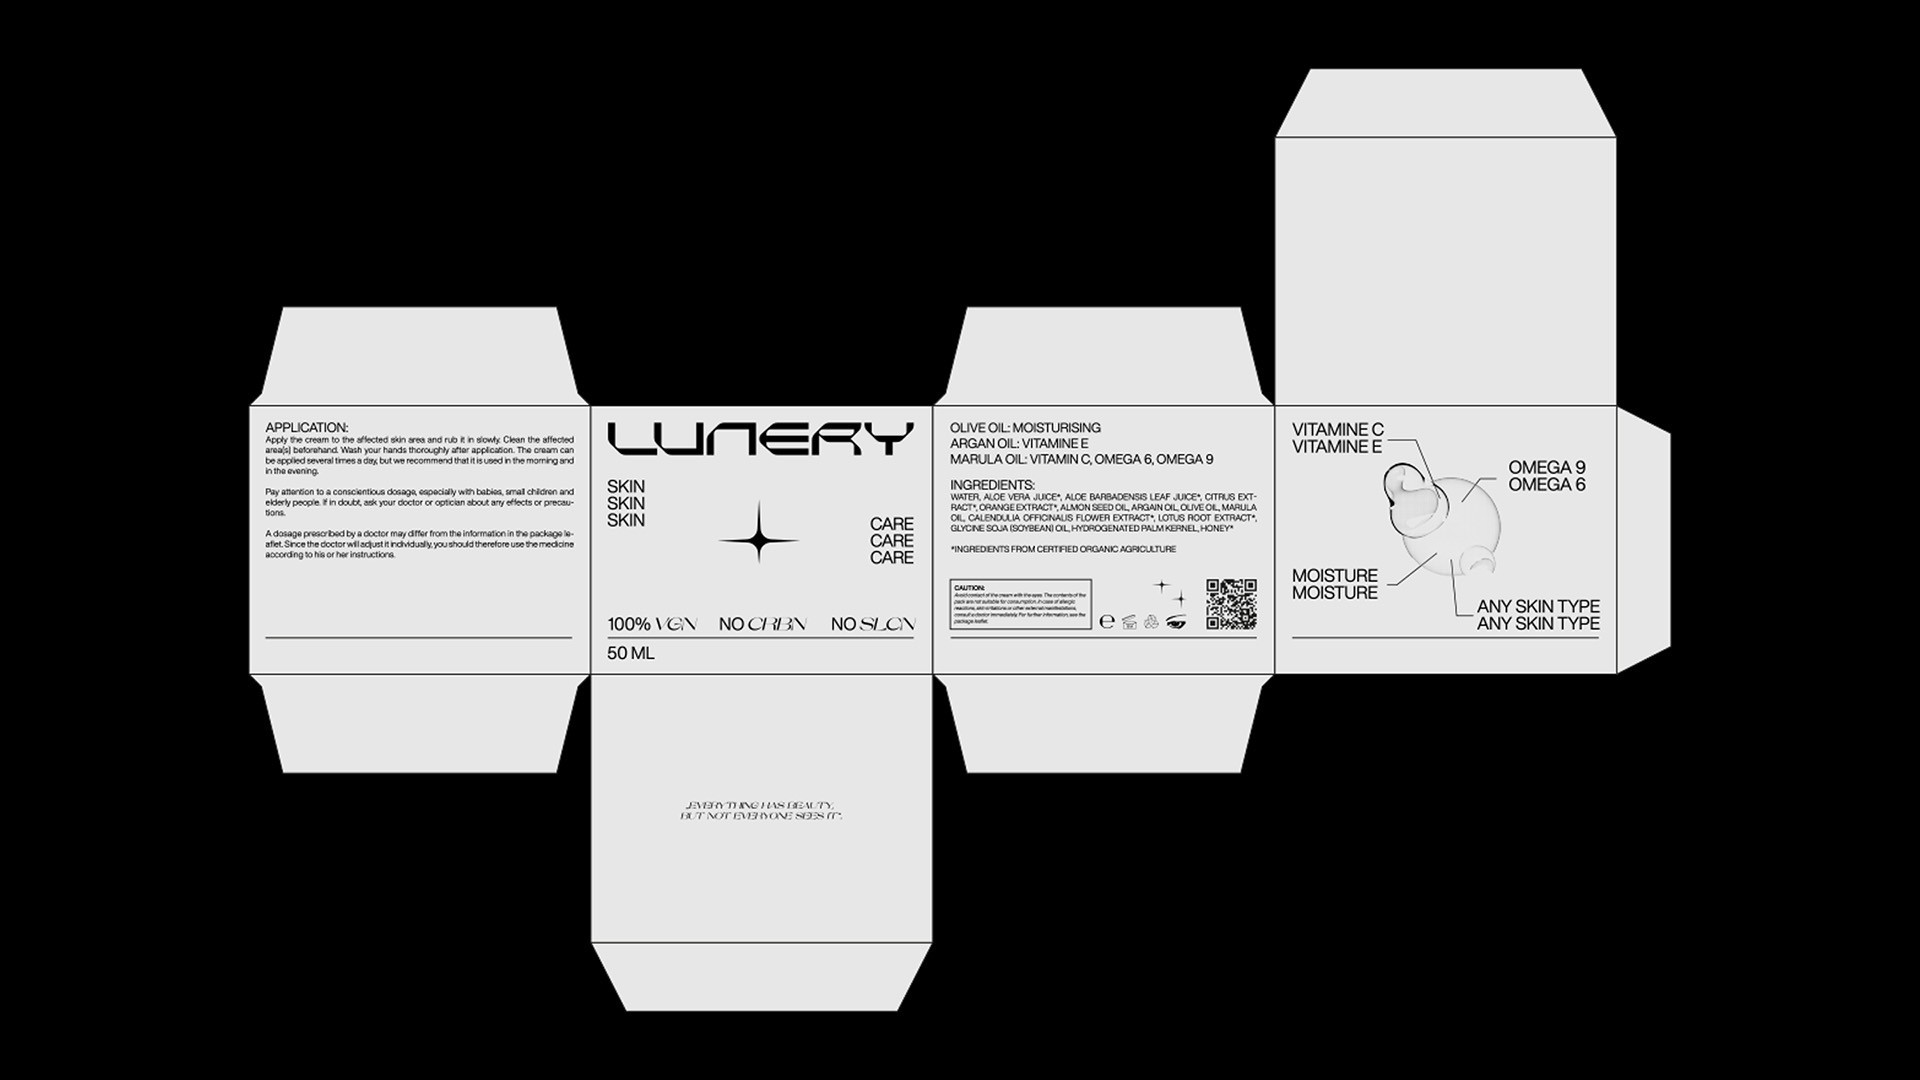 APPLICATION:
Apply the cream to the affected skin area and rub it in slowly. Clean the affected
area(s) beforehand. Wash your hands thoroughly after application. The cream can
be applied several times a day, but we recommend that it is used in the morning and
in the evening.
Pay attention to a conscientious dosage, especially with babies, small children and
elderly people. If in doubt, ask your doctor or optician about any effects or precau-
tions.
A dosage prescribed by a doctor may differ from the information in the package le-
aflet. Since the doctor will adjust it individually, you should therefore use the medicine
according to his or her instructions.
LUNERY
SKIN
SKIN
SKIN
CARE
CARE
CARE
100% VGN NO CRBN NO SLCN
50 ML
„EVERYTHING HAS BEAUTY,
BUT NOT EVERYONE SEES IT“.
OLIVE OIL: MOISTURISING
ARGAN OIL: VITAMINE E
MARULA OIL: VITAMIN C, OMEGA 6, OMEGA 9
INGREDIENTS:
WATER, ALOE VERA JUICE*, ALOE BARBADENSIS LEAF JUICE*, CITRUS EXT-
RACT*, ORANGE EXTRACT*, ALMON SEED OIL, ARGAIN OIL, OLIVE OIL, MARULA
OIL, CALENDULIA OFFICINALIS FLOWER EXTRACT*, LOTUS ROOT EXTRACT*,
GLYCINE SOJA (SOYBEAN) OIL, HYDROGENATED PALM KERNEL, HONEY*
*INGREDIENTS FROM CERTIFIED ORGANIC AGRICULTURE
CAUTION:
Avoid contact of the cream with the eyes. The contents of the
pack are not suitable for consumption. In case of allergic
reactions, skin irritations or other external manifestations,
consult a doctor immediately. For further information, see the
package leaflet.
℮
VITAMINE C
VITAMINE E
OMEGA 9
OMEGA 6
MOISTURE
MOISTURE
ANY SKIN TYPE
ANY SKIN TYPE